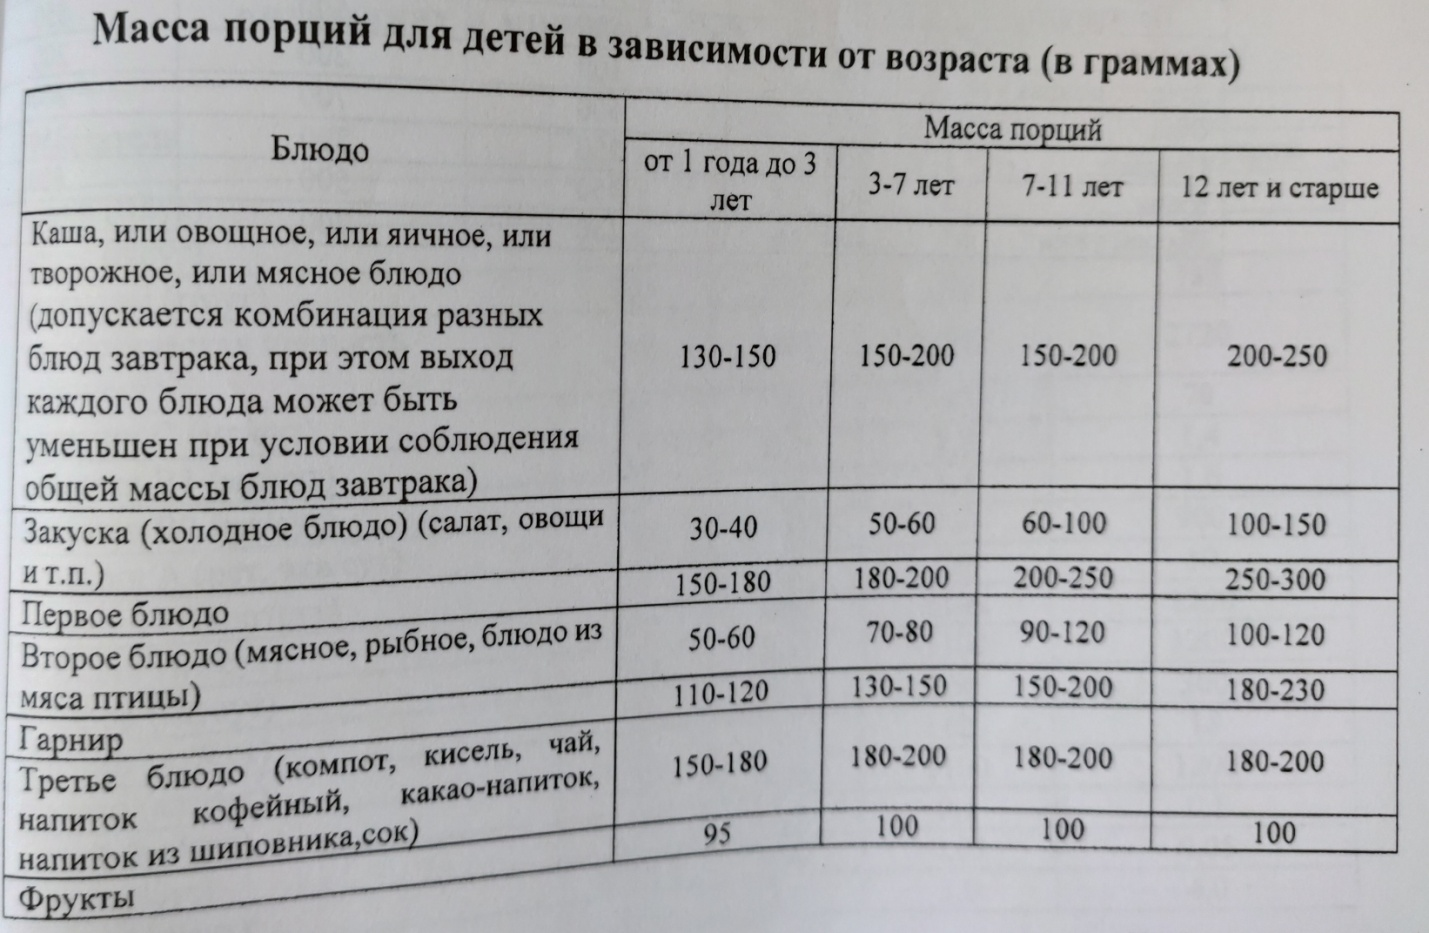 Масса порций для детей в зависимости от возраста (в граммах)
Блюдо
Масса порций
от 1 года до 3
лет
3-7 лет
7-11 лет
12 лет и старше
Каша, или овощное, или яичное, или
творожное, или мясное блюдо
(допускается комбинация разных
блюд завтрака, при этом выход
каждого блюда может быть
уменьшен при условии соблюдения
общей массы блюд завтрака)
130-150
150-200
150-200
200-250
Закуска (холодное блюдо) (салат, овощи
и т.п.)
30-40
50-60
60-100
100-150
Первое блюдо
150-180
180-200
200-250
250-300
Второе блюдо (мясное, рыбное, блюдо из
мяса птицы)
50-60
70-80
90-120
100-120
Гарнир
110-120
130-150
150-200
180-230
Третье блюдо (компот, кисель, чай,
напиток кофейный, какао-напиток,
напиток из шиповника,сок)
150-180
180-200
180-200
180-200
Фрукты
95
100
100
100